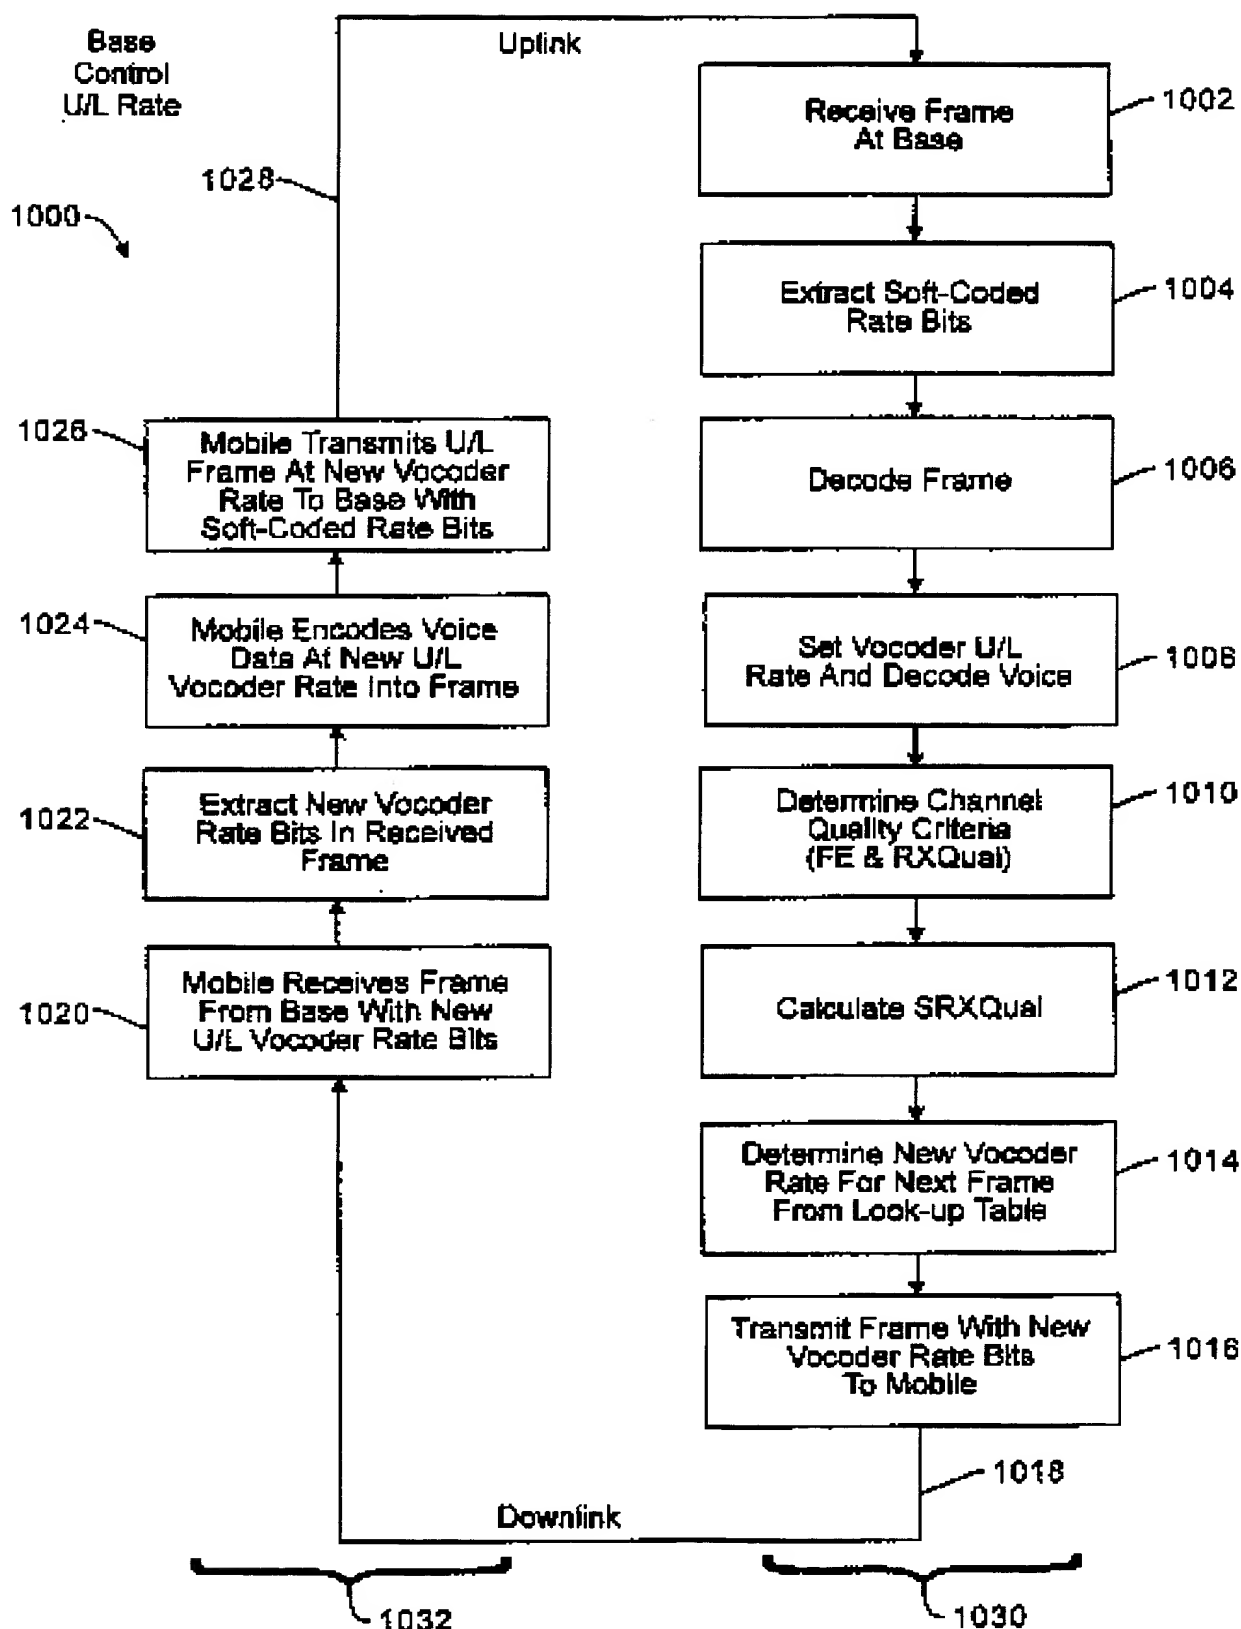 Base
Control
U/L Rate
Uplink
1000
1028
Receive Frame
At Base
1002
Extract Soft-Coded
Rate Bits
1004
Decode Frame
1006
Set Vocoder U/L
Rate And Decode Voice
1008
Determine Channel
Quality Criteria
(FE & RXQual)
1010
Calculate SRXQual
1012
Determine New Vocoder
Rate For Next Frame
From Look-up Table
1014
Transmit Frame With New
Vocoder Rate Bits
To Mobile
1016
1018
Downlink
1026
Mobile Transmits U/L
Frame At New Vocoder
Rate To Base With
Soft-Coded Rate Bits
1024
Mobile Encodes Voice
Data At New U/L
Vocoder Rate Into Frame
1022
Extract New Vocoder
Rate Bits In Received
Frame
1020
Mobile Receives Frame
From Base With New
U/L Vocoder Rate Bits
1032
1030